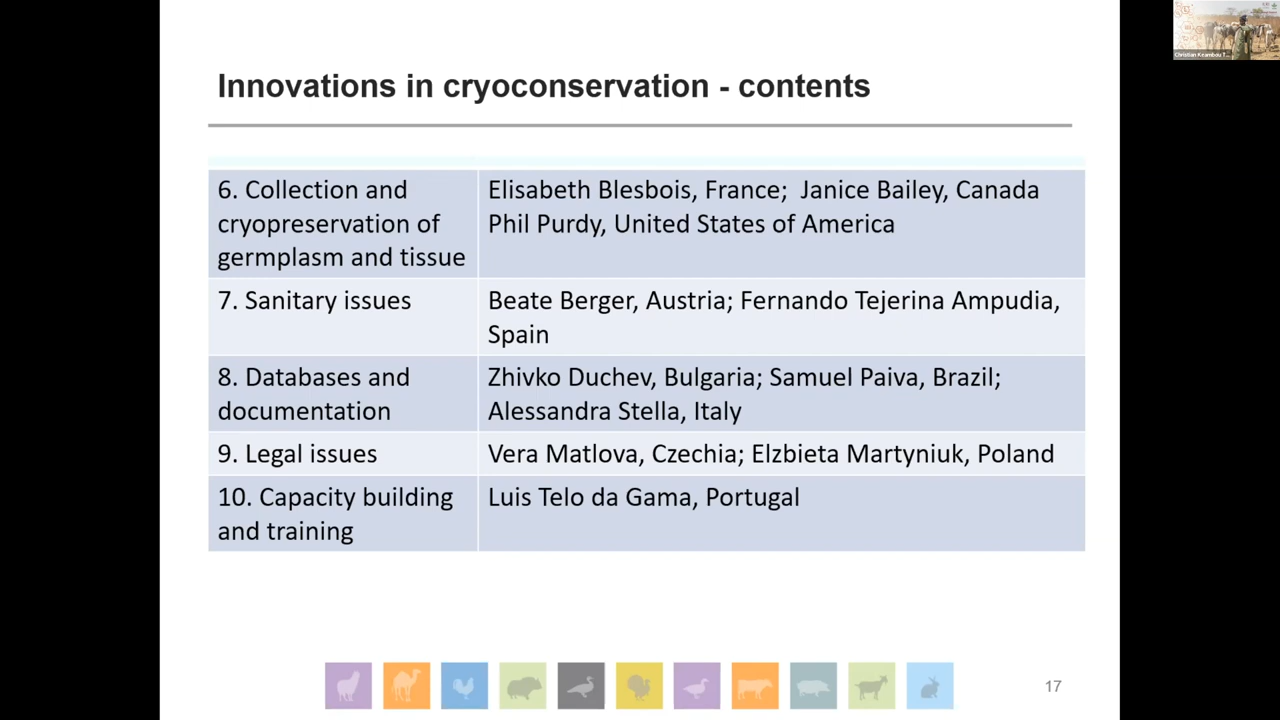 Innovations in cryoconservation - contents
6. Collection and
cryopreservation of
germplasm and tissue
Elisabeth Blesbois, France;  Janice Bailey, Canada
Phil Purdy, United States of America
7. Sanitary issues
Beate Berger, Austria; Fernando Tejerina Ampudia,
Spain
8. Databases and
documentation
Zhivko Duchev, Bulgaria; Samuel Paiva, Brazil;
Alessandra Stella, Italy
9. Legal issues
Vera Matlova, Czechia; Elzbieta Martyniuk, Poland
10. Capacity building
and training
Luis Telo da Gama, Portugal
17
Christian Keambou T...